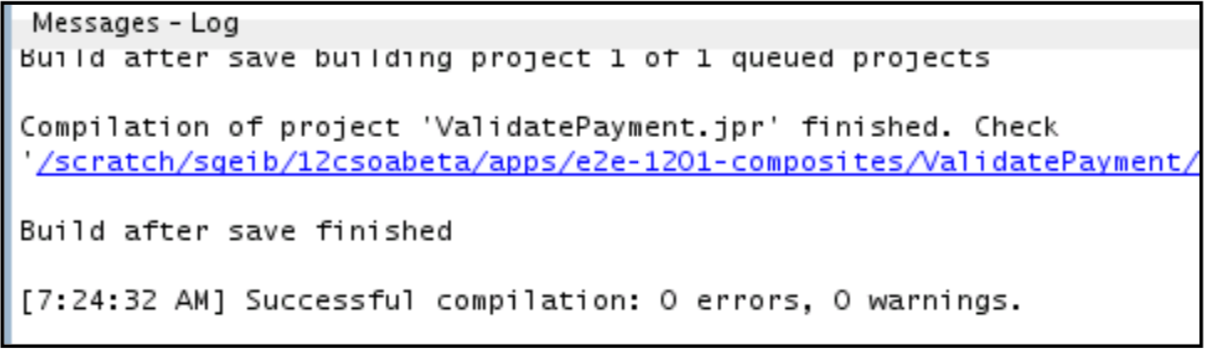 Messages - Log
Build after save building project 1 of 1 queued projects
Compilation of project 'ValidatePayment.jpr' finished. Check
'/scratch/sgeib/12csoabeta/apps/e2e-1201-composites/ValidatePayment/
Build after save finished
[7:24:32 AM] Successful compilation: 0 errors, 0 warnings.